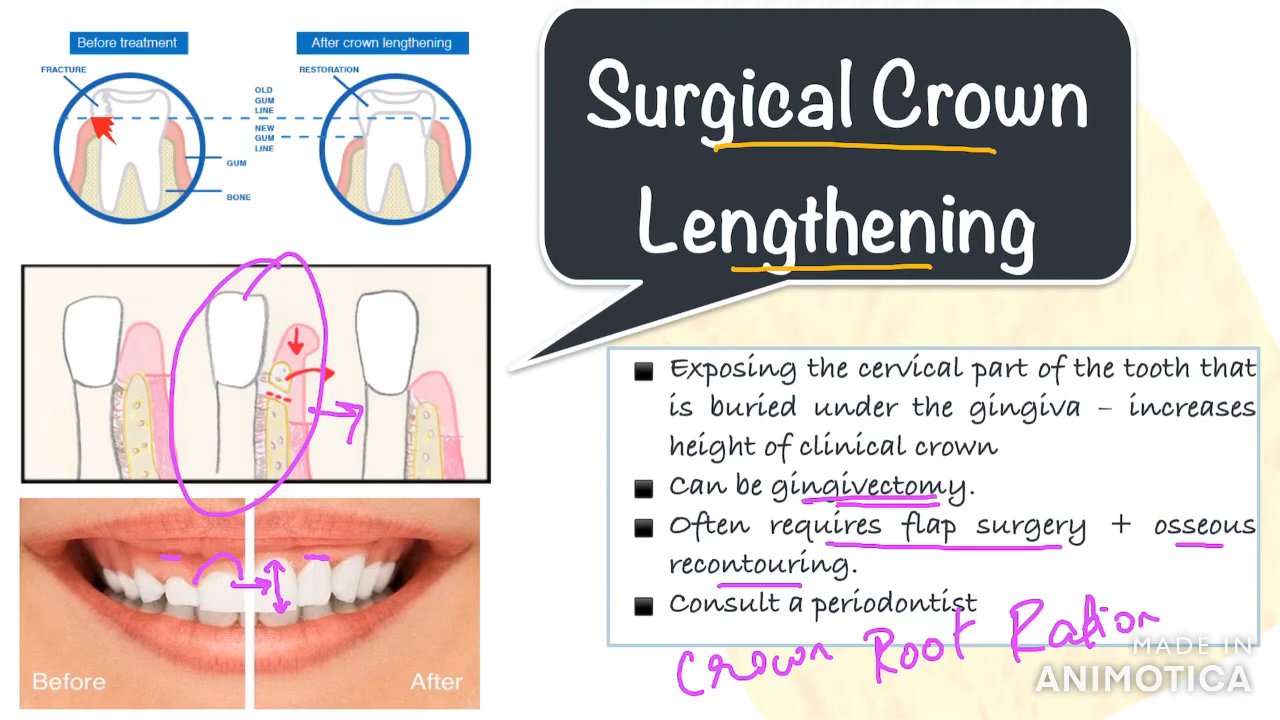 Before treatment
After crown lengthening
FRACTURE
RESTORATION
OLD
GUM
LINE
NEW
GUM
LINE
GUM
BONE
Surgical Crown
Lengthening
Exposing the cervical part of the tooth that
is buried under the gingiva – increases
height of clinical crown
Can be gingivectomy.
Often requires flap surgery + osseous
recontouring.
Consult a periodontist
Crown Root Ration
Before
After
MADE IN
ANIMOTICA